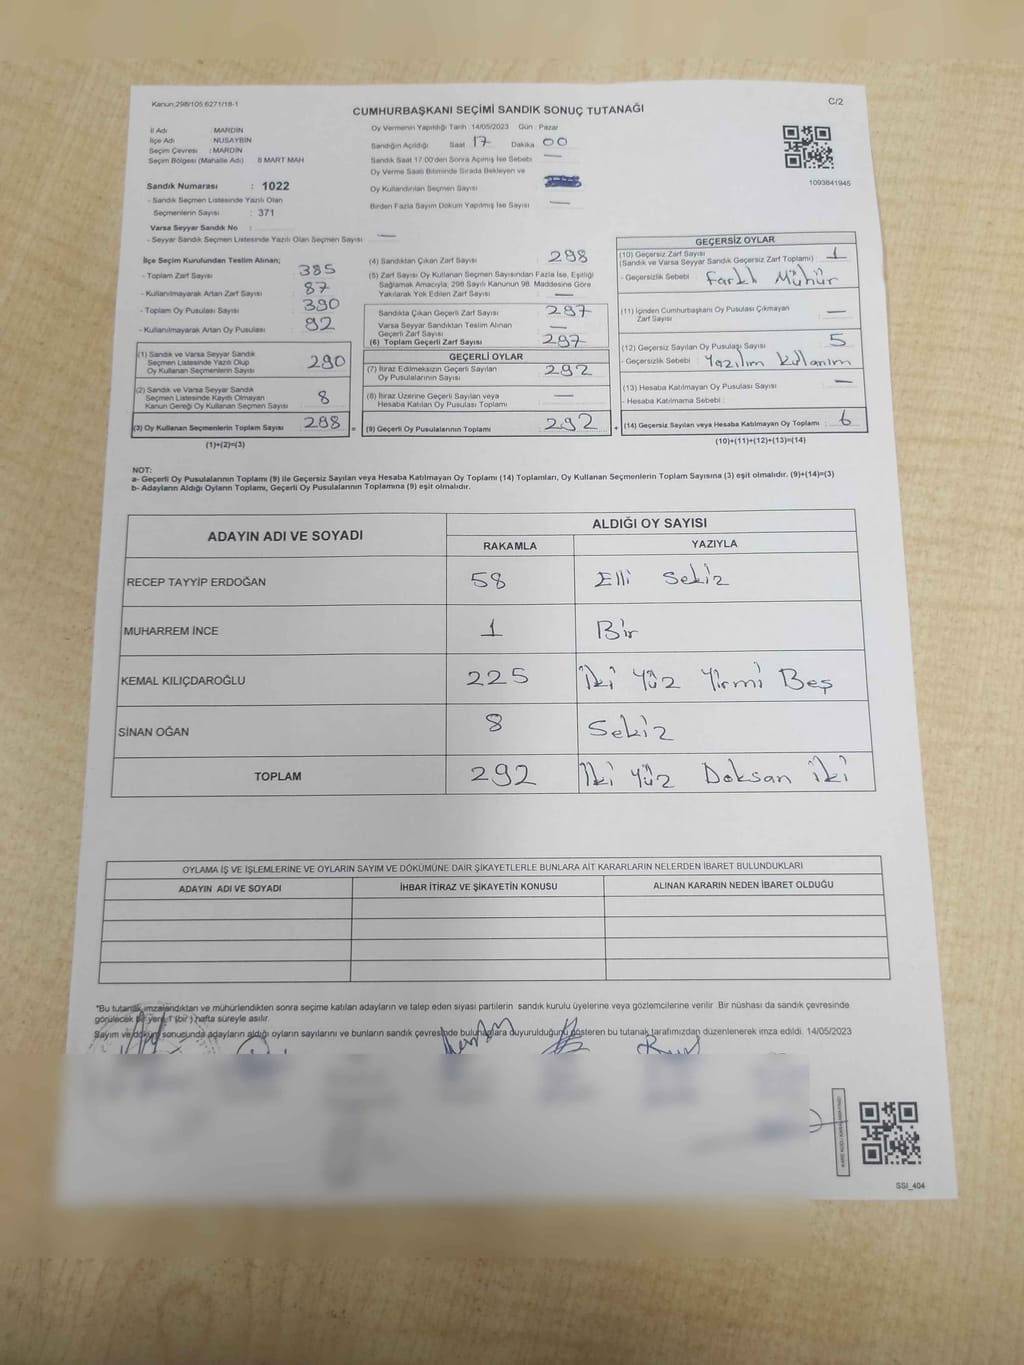 Kanun:298/105;6271/18-1
C/2
CUMHURBAŞKANI SEÇİMİ SANDIK SONUÇ TUTANAĞI
İl Adı : MARDİN
İlçe Adı : NUSAYBİN
Seçim Çevresi : MARDİN
Seçim Bölgesi (Mahalle Adı) 8 MART MAH
Sandık Numarası : 1022
- Sandık Seçmen Listesinde Yazılı Olan
Seçmenlerin Sayısı : 371
Varsa Seyyar Sandık No :
- Seyyar Sandık Seçmen Listesinde Yazılı Olan Seçmen Sayısı : —
Oy Vermenin Yapıldığı Tarih :14/05/2023 Gün : Pazar
Sandığın Açıldığı Saat 17 Dakika 00
Sandık Saat 17:00'den Sonra Açılmış İse Sebebi : —
Oy Verme Saati Bitiminde Sırada Bekleyen ve
Oy Kullandırılan Seçmen Sayısı
Birden Fazla Sayım Döküm Yapılmış İse Sayısı : —
1093841945
İlçe Seçim Kurulundan Teslim Alınan;
- Toplam Zarf Sayısı : 385
- Kullanılmayarak Artan Zarf Sayısı : 87
- Toplam Oy Pusulası Sayısı : 390
- Kullanılmayarak Artan Oy Pusulası : 92
(1) Sandık ve Varsa Seyyar Sandık
Seçmen Listesinde Yazılı Olup
Oy Kullanan Seçmenlerin Sayısı : 290
(2) Sandık ve Varsa Seyyar Sandık
Seçmen Listesinde Kayıtlı Olmayan
Kanun Gereği Oy Kullanan Seçmen Sayısı : 8
(3) Oy Kullanan Seçmenlerin Toplam Sayısı : 298
(1)+(2)=(3)
(4) Sandıktan Çıkan Zarf Sayısı : 298
(5) Zarf Sayısı Oy Kullanan Seçmen Sayısından Fazla İse, Eşitliği
Sağlamak Amacıyla, 298 Sayılı Kanunun 98. Maddesine Göre
Yakılarak Yok Edilen Zarf Sayısı : —
Sandıkta Çıkan Geçerli Zarf Sayısı : 297
Varsa Seyyar Sandıktan Teslim Alınan
Geçerli Zarf Sayısı : —
(6) Toplam Geçerli Zarf Sayısı : 297
GEÇERLİ OYLAR
(7) İtiraz Edilmeksizin Geçerli Sayılan
Oy Pusulalarının Sayısı : 292
(8) İtiraz Üzerine Geçerli Sayılan veya
Hesaba Katılan Oy Pusulası Toplamı : —
= (9) Geçerli Oy Pusulalarının Toplamı : 292
GEÇERSİZ OYLAR
(10) Geçersiz Zarf Sayısı
(Sandık ve Varsa Seyyar Sandık Geçersiz Zarf Toplamı) : 1
- Geçersizlik Sebebi : Farklı Mühür
(11) İçinden Cumhurbaşkanı Oy Pusulası Çıkmayan
Zarf Sayısı : —
(12) Geçersiz Sayılan Oy Pusulası Sayısı : 5
- Geçersizlik Sebebi : Yazılım kullanım
(13) Hesaba Katılmayan Oy Pusulası Sayısı : —
- Hesaba Katılmama Sebebi :
+ (14) Geçersiz Sayılan veya Hesaba Katılmayan Oy Toplamı : 6
(10)+(11)+(12)+(13)=(14)
NOT:
a- Geçerli Oy Pusulalarının Toplamı (9) ile Geçersiz Sayılan veya Hesaba Katılmayan Oy Toplamı (14) Toplamları, Oy Kullanan Seçmenlerin Toplam Sayısına (3) eşit olmalıdır. (9)+(14)=(3)
b- Adayların Aldığı Oyların Toplamı, Geçerli Oy Pusulalarının Toplamına (9) eşit olmalıdır.
ADAYIN ADI VE SOYADI
ALDIĞI OY SAYISI
RAKAMLA YAZIYLA
RECEP TAYYİP ERDOĞAN 58 Elli Sekiz
MUHARREM İNCE 1 Bir
KEMAL KILIÇDAROĞLU 225 İki Yüz Yirmi Beş
SİNAN OĞAN 8 Sekiz
TOPLAM 292 İki Yüz Doksan İki
OYLAMA İŞ VE İŞLEMLERİNE VE OYLARIN SAYIM VE DÖKÜMÜNE DAİR ŞİKAYETLERLE BUNLARA AİT KARARLARIN NELERDEN İBARET BULUNDUKLARI
ADAYIN ADI VE SOYADI İHBAR İTİRAZ VE ŞİKAYETİN KONUSU ALINAN KARARIN NEDEN İBARET OLDUĞU
*Bu tutanak imzalandıktan ve mühürlendikten sonra seçime katılan adayların ve talep eden siyasi partilerin sandık kurulu üyelerine veya gözlemcilerine verilir. Bir nüshası da sandık çevresinde
görülecek bir yere 1 (bir) hafta süreyle asılır.
Sayım ve döküm sonucunda adayların aldığı oyların sayılarını ve bunların sandık çevresinde bulunanlara duyurulduğunu gösteren bu tutanak tarafımızdan düzenlenerek imza edildi. 14/05/2023
SSI_404